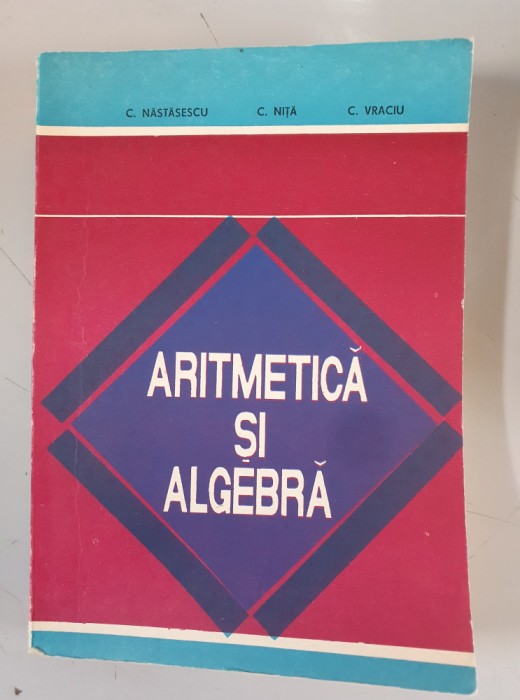 C. NĂSTĂSESCU C. NIȚĂ C. VRACIU
ARITMETICĂ
ȘI
ALGEBRĂ